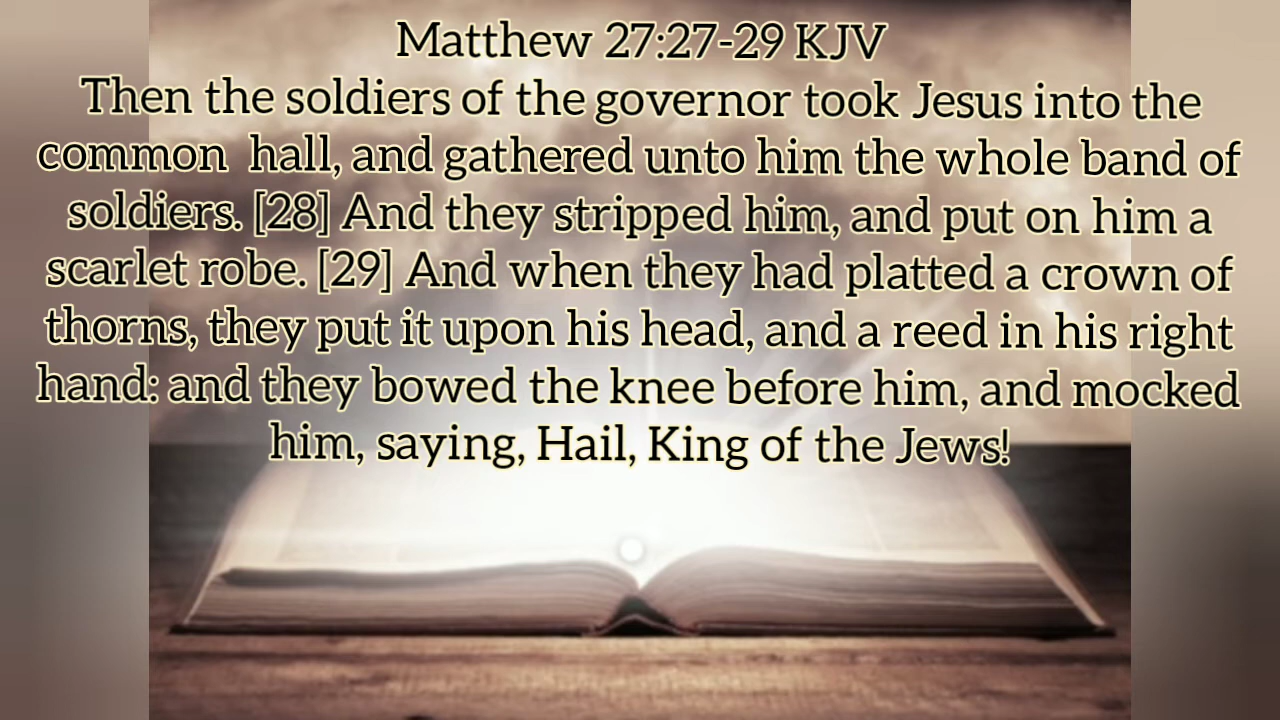 Matthew 27:27-29 KJV
Then the soldiers of the governor took Jesus into the
common  hall, and gathered unto him the whole band of
soldiers. [28] And they stripped him, and put on him a
scarlet robe. [29] And when they had platted a crown of
thorns, they put it upon his head, and a reed in his right
hand: and they bowed the knee before him, and mocked
him, saying, Hail, King of the Jews!